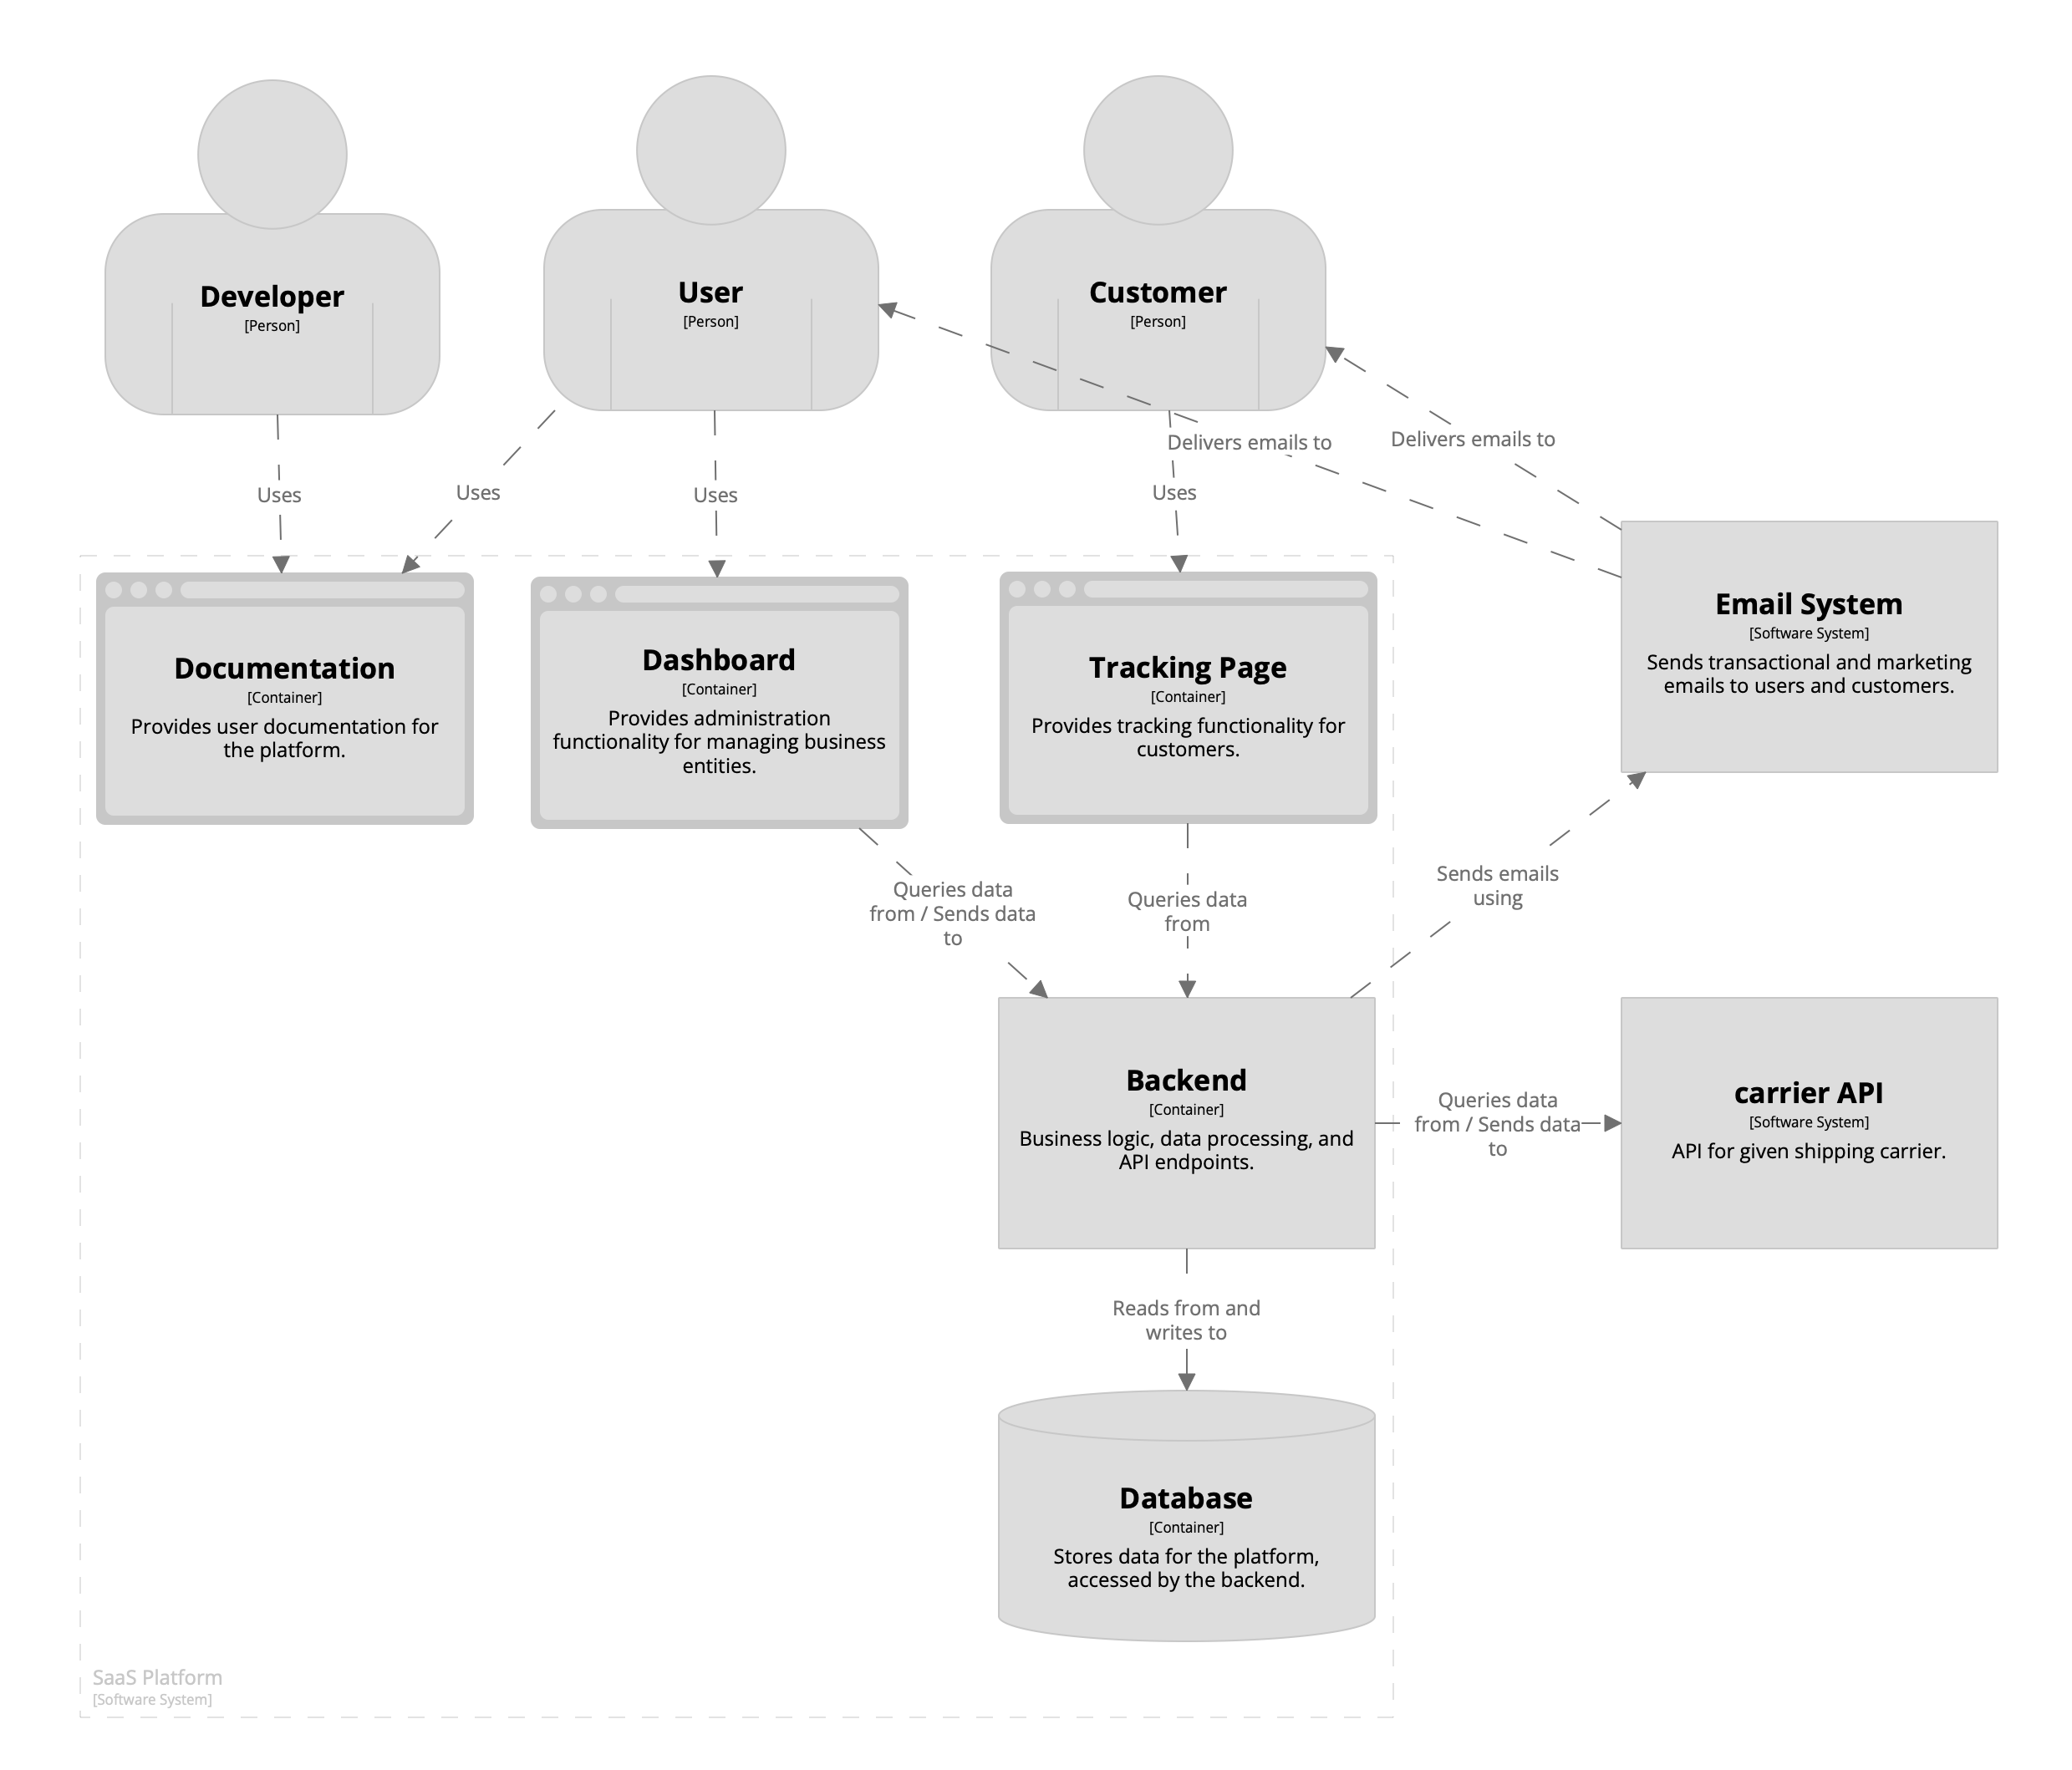 Developer
[Person]
User
[Person]
Customer
[Person]
Delivers emails to
Delivers emails to
Uses
Uses
Uses
Uses
Documentation
[Container]
Provides user documentation for
the platform.
Dashboard
[Container]
Provides administration
functionality for managing business
entities.
Tracking Page
[Container]
Provides tracking functionality for
customers.
Email System
[Software System]
Sends transactional and marketing
emails to users and customers.
Queries data
from / Sends data
to
Queries data
from
Sends emails
using
Backend
[Container]
Business logic, data processing, and
API endpoints.
Queries data
from / Sends data
to
carrier API
[Software System]
API for given shipping carrier.
Reads from and
writes to
Database
[Container]
Stores data for the platform,
accessed by the backend.
SaaS Platform
[Software System]